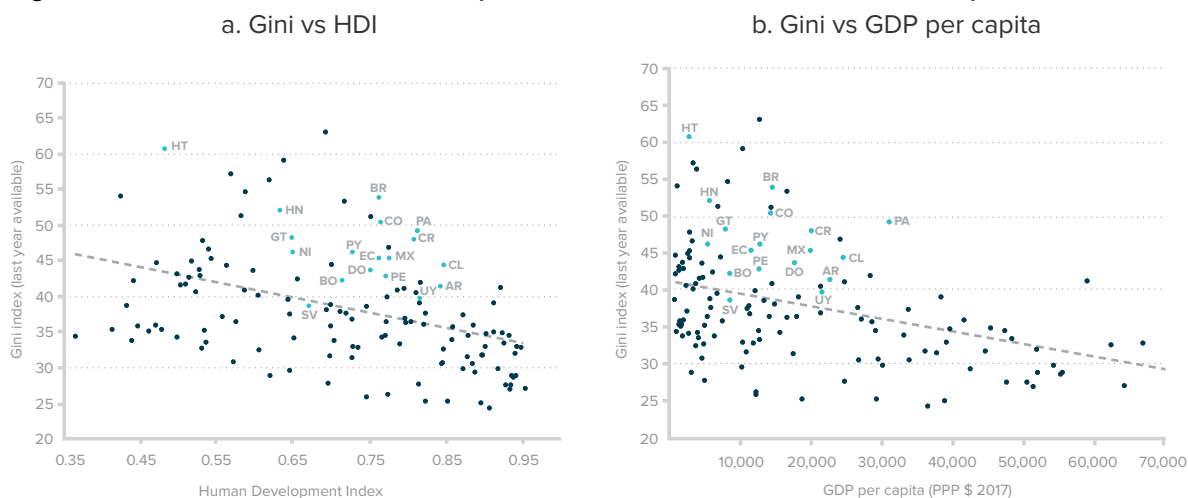 a. Gini vs HDI
Gini index (last year available)
70
65
60
55
50
45
40
35
30
25
20
HT
HN
GT
NI
SV
BR
CO
PA
CR
PY
EC
MX
DO
PE
BO
CL
AR
UY
0.35 0.45 0.55 0.65 0.75 0.85 0.95
Human Development Index
b. Gini vs GDP per capita
Gini index (last year available)
70
65
60
55
50
45
40
35
30
25
20
HT
HN
BR
GT
CO
PA
NI
PY
CR
EC
MX
CL
PE
BO
DO
AR
SV
UY
10,000 20,000 30,000 40,000 50,000 60,000 70,000
GDP per capita (PPP $ 2017)